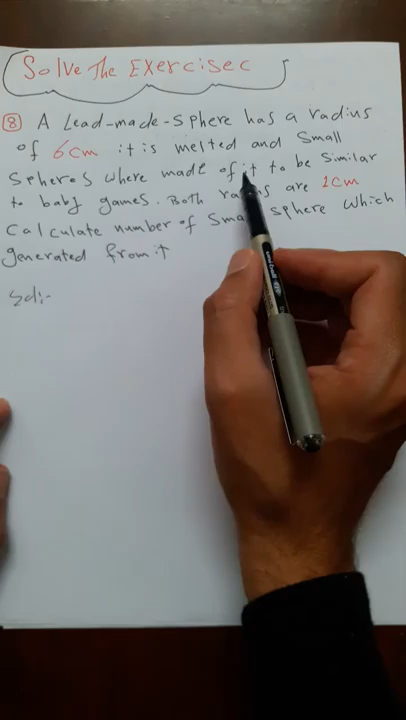 Solve The Exercisec
8 A Lead-made-sphere has a radius
of 6cm it is melted and Small
Spheres where made of it to be Similar
to baby games. Both are 1cm
Calculate number of Small sphere which
generated from it
Sol:-